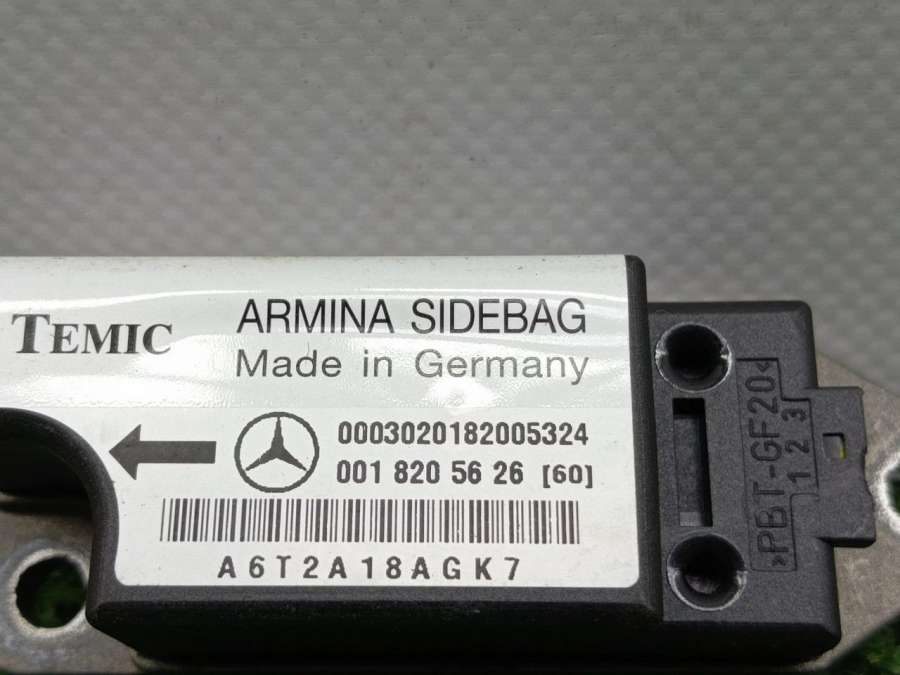 TEMIC
ARMINA SIDEBAG
Made in Germany
0003020182005324
001 820 56 26 [60]
A6T2A18AGK7
>PBT-GF20<
1 2 3